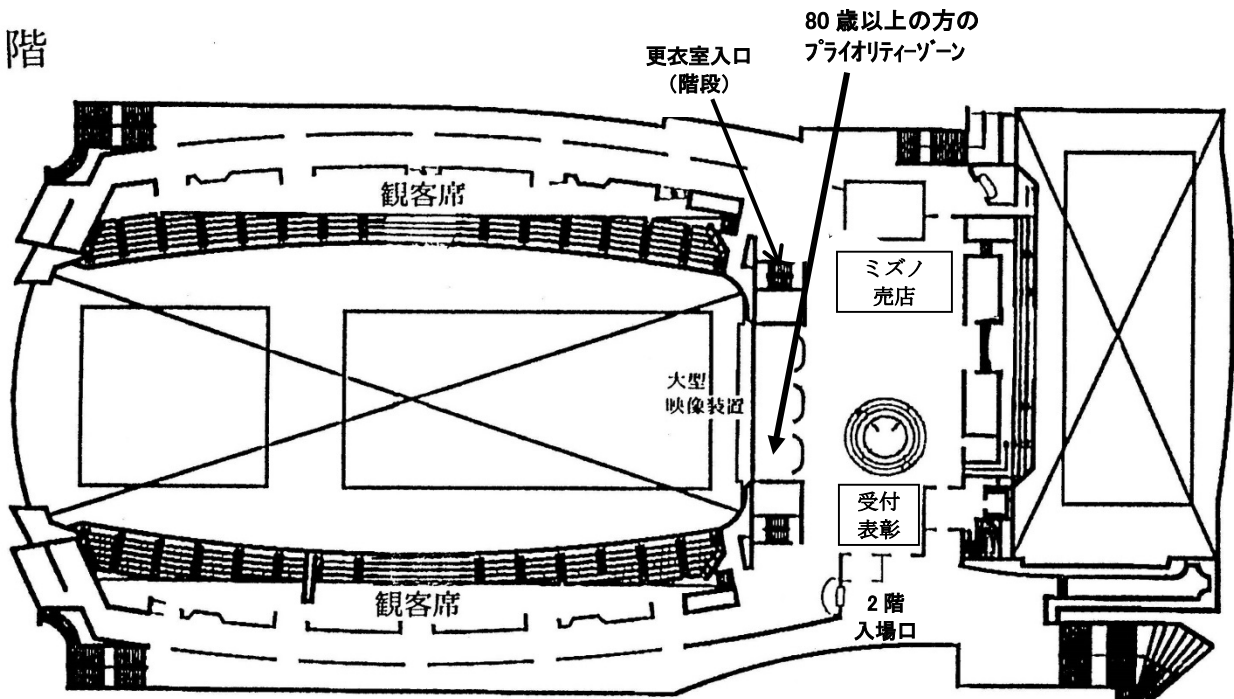 階
80歳以上の方の
プライオリティーゾーン
更衣室入口
(階段)
観客席
ミズノ
売店
大型
映像装置
受付
表彰
観客席
2階
入場口